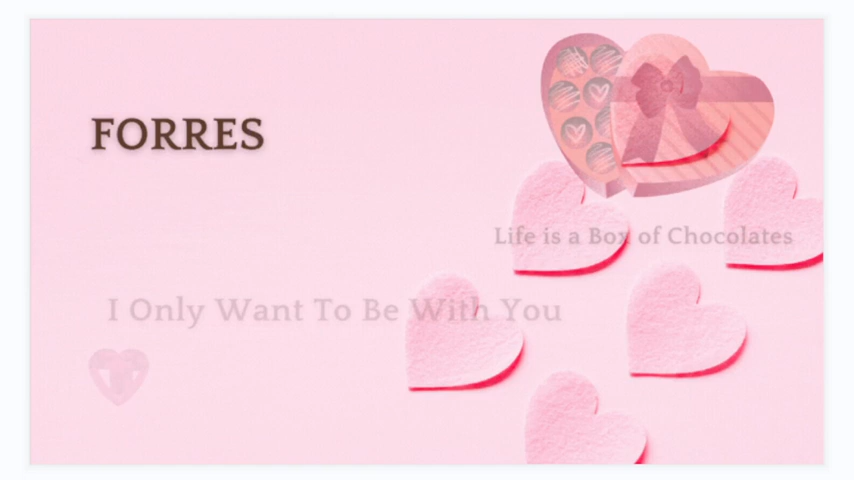 FORRES
Life is a Box of Chocolates
I Only Want To Be With You